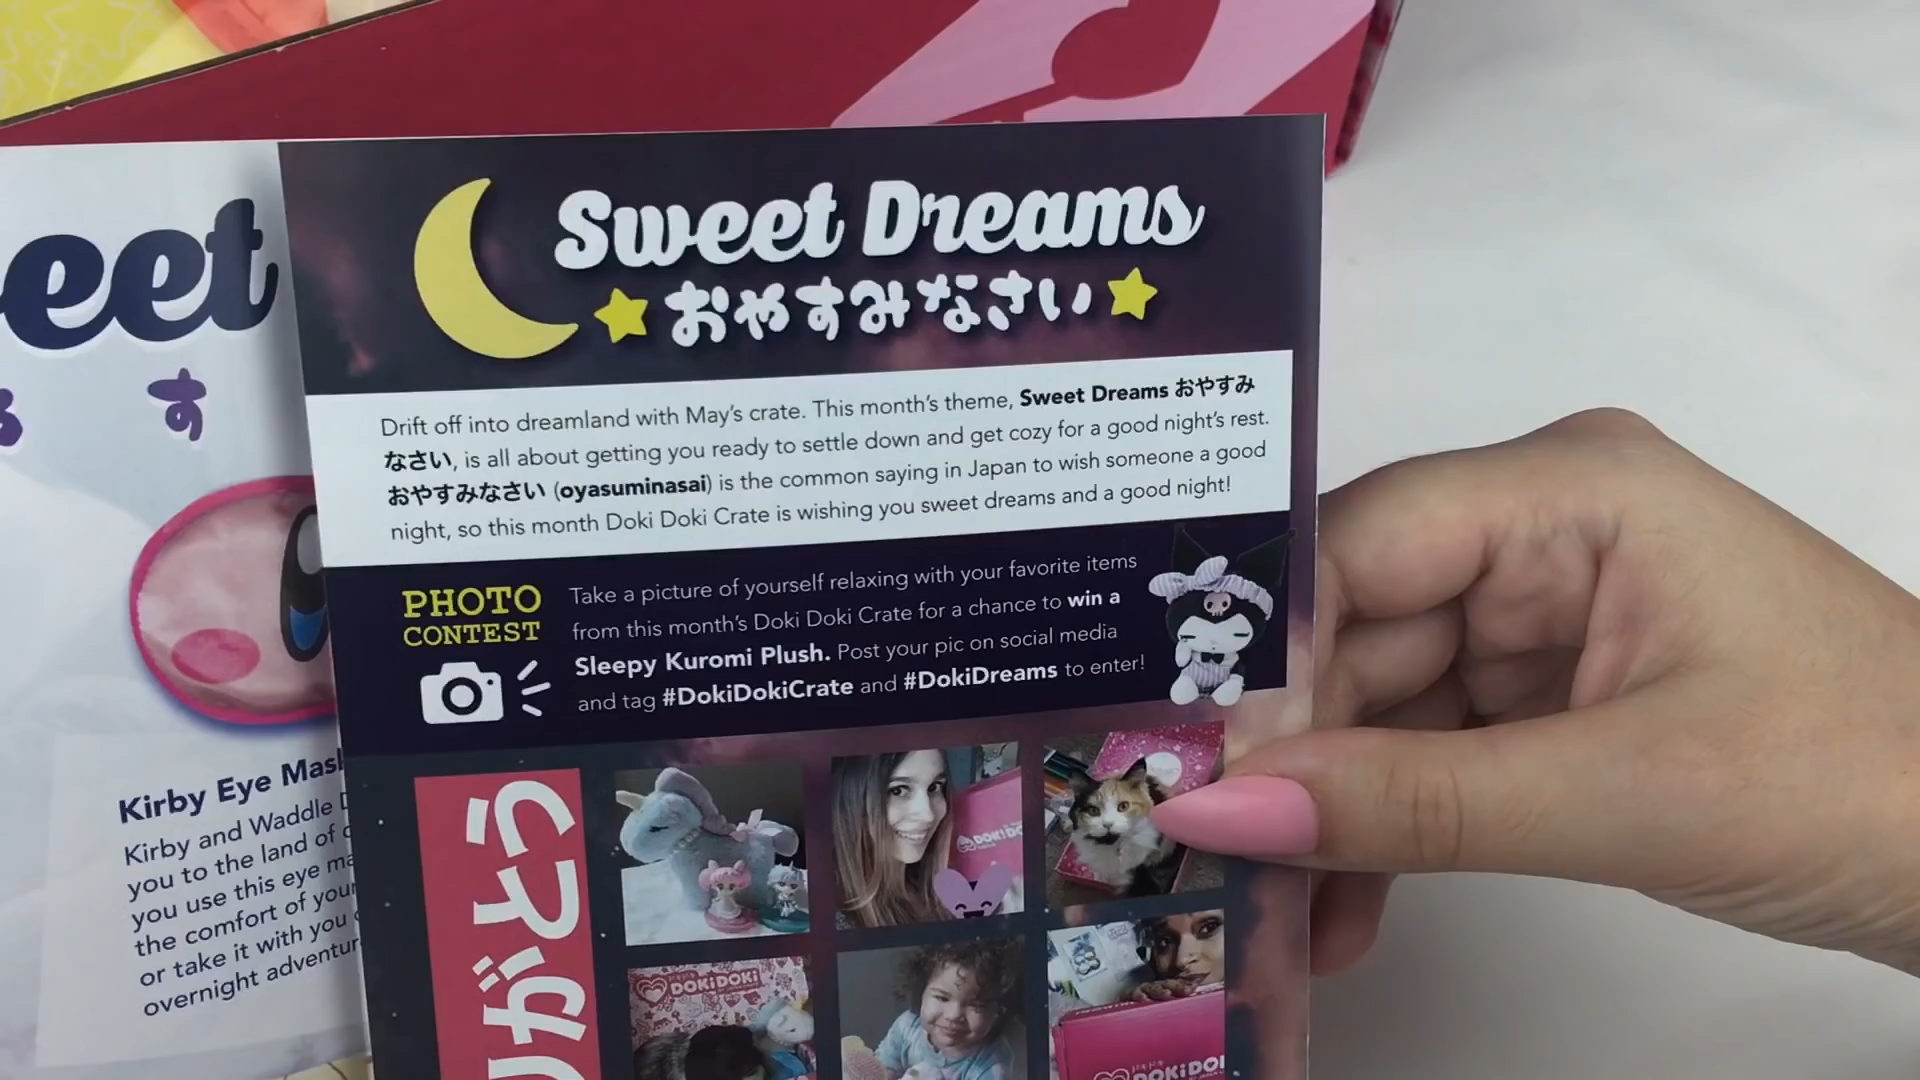 Sweet Dreams
おやすみなさい
Drift off into dreamland with May's crate. This month's theme, Sweet Dreams おやすみ
なさい, is all about getting you ready to settle down and get cozy for a good night's rest.
おやすみなさい (oyasuminasai) is the common saying in Japan to wish someone a good
night, so this month Doki Doki Crate is wishing you sweet dreams and a good night!
PHOTO
CONTEST
Take a picture of yourself relaxing with your favorite items
from this month's Doki Doki Crate for a chance to win a
Sleepy Kuromi Plush. Post your pic on social media
and tag #DokiDokiCrate and #DokiDreams to enter!
がとう
DOKiDOKi
eet
す
Kirby Eye Mas
Kirby and Waddle
you to the land of
you use this eye ma
the comfort of your
or take it with you
overnight adventur